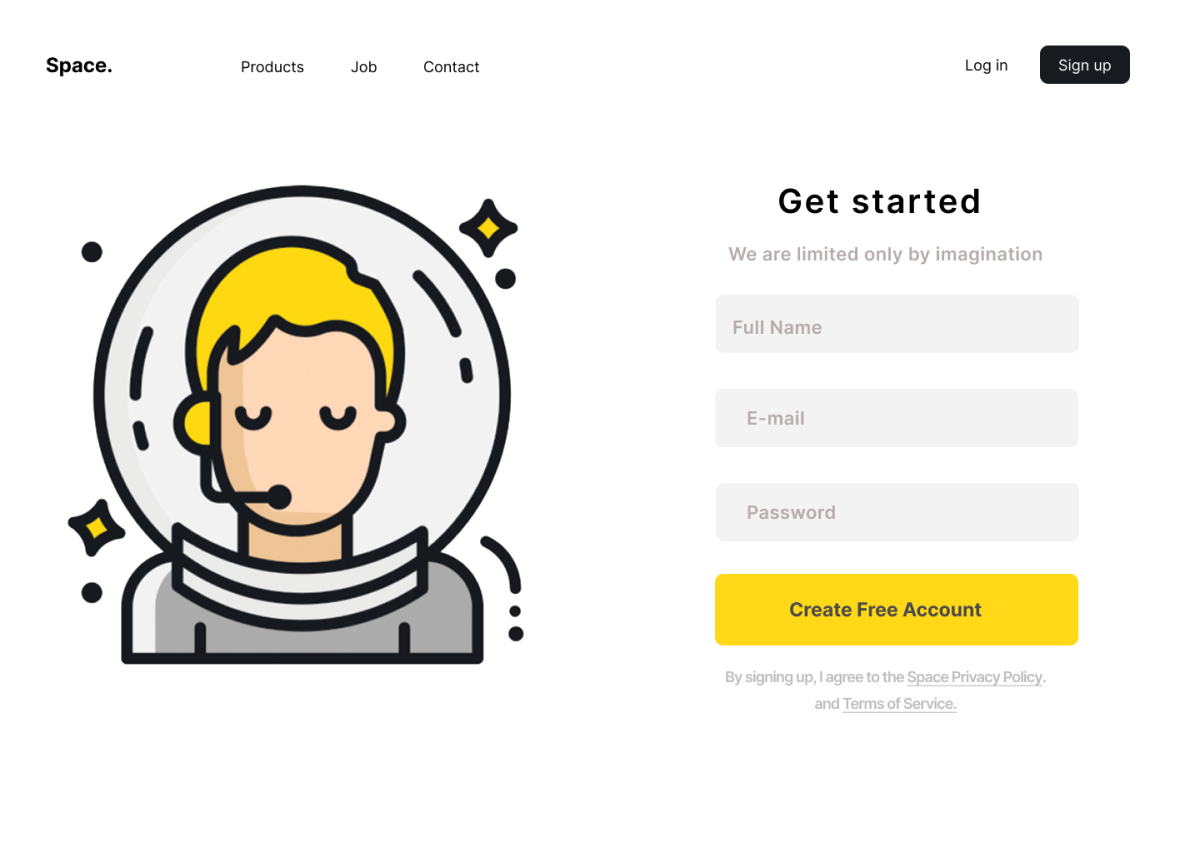 Space.
Products
Job
Contact
Log in
Sign up
Get started
We are limited only by imagination
Full Name
E-mail
Password
Create Free Account
By signing up, I agree to the Space Privacy Policy.
and Terms of Service.